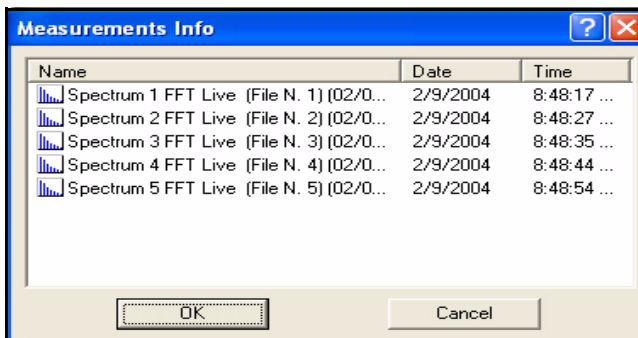 Measurements Info
Name Date Time
Spectrum 1 FFT Live (File N. 1) (02/0... 2/9/2004 8:48:17 ...
Spectrum 2 FFT Live (File N. 2) (02/0... 2/9/2004 8:48:27 ...
Spectrum 3 FFT Live (File N. 3) (02/0... 2/9/2004 8:48:35 ...
Spectrum 4 FFT Live (File N. 4) (02/0... 2/9/2004 8:48:44 ...
Spectrum 5 FFT Live (File N. 5) (02/0... 2/9/2004 8:48:54 ...
OK Cancel